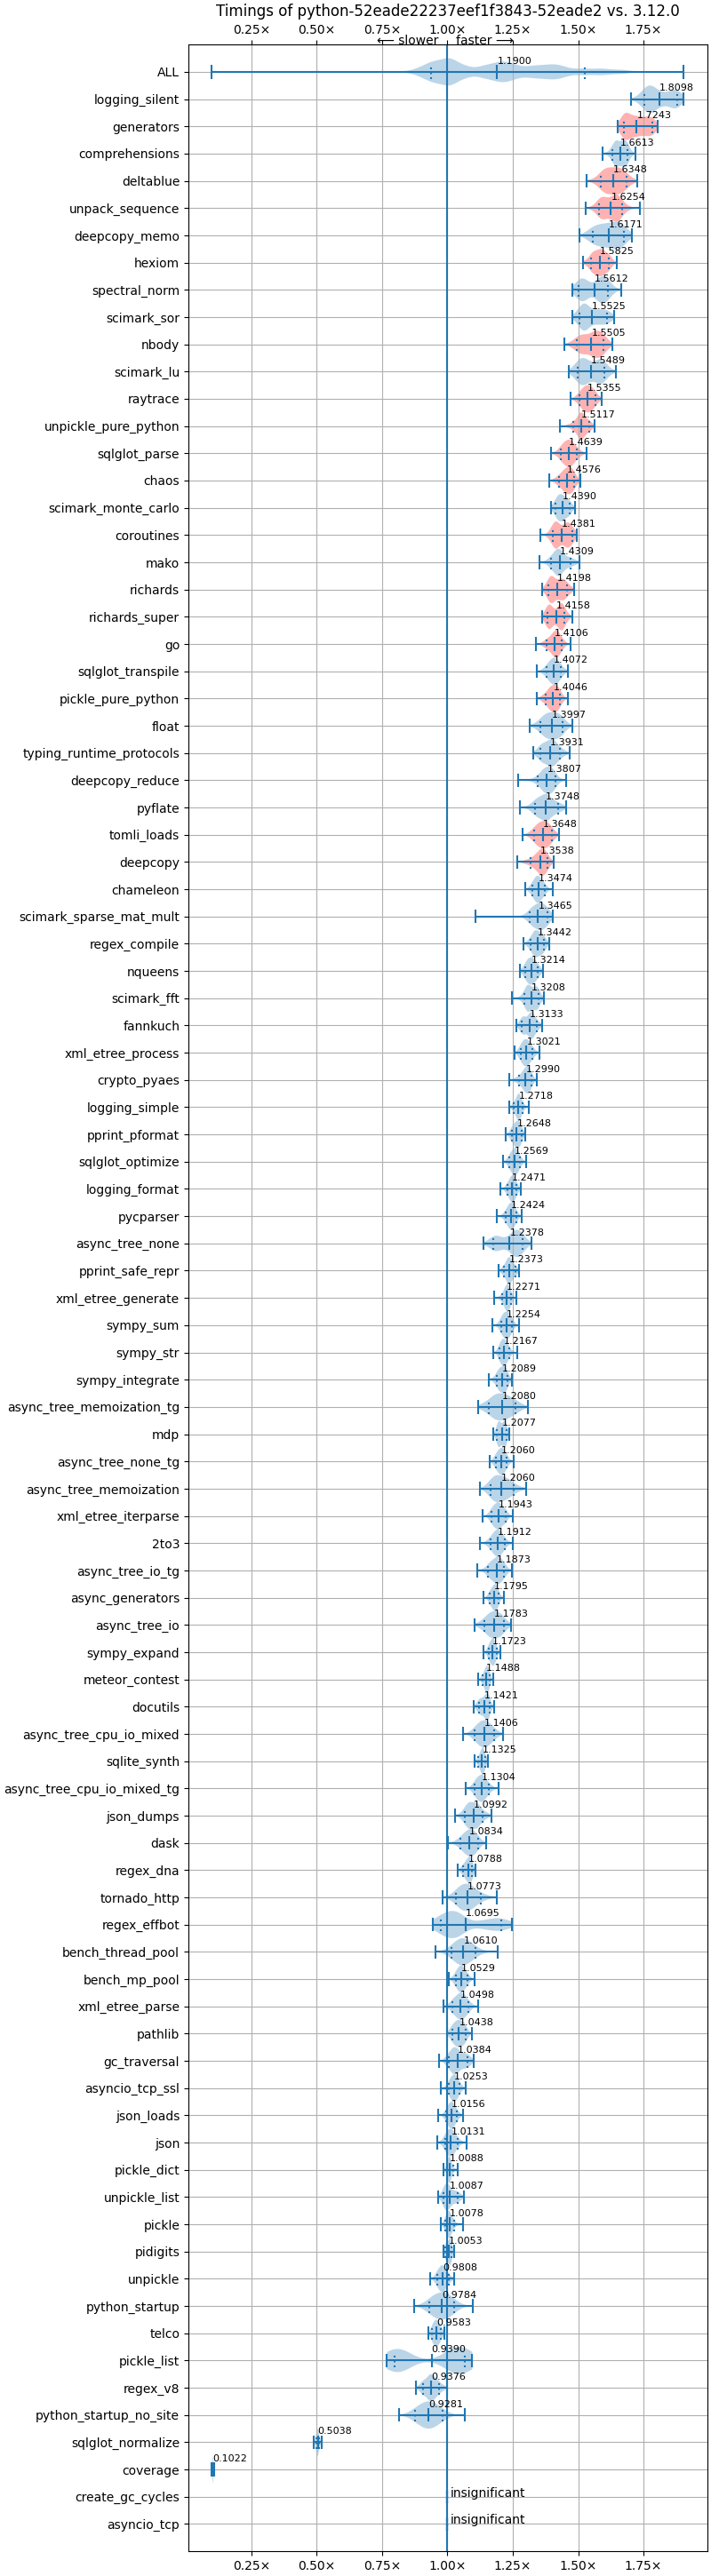 Timings of python-52eade22237eef1f3843-52eade2 vs. 3.12.0
0.25× 0.50× 0.75× 1.00× 1.25× 1.50× 1.75×
←— slower faster —→
ALL 1.1900
logging_silent 1.8098
generators 1.7243
comprehensions 1.6613
deltablue 1.6348
unpack_sequence 1.6254
deepcopy_memo 1.6171
hexiom 1.5825
spectral_norm 1.5612
scimark_sor 1.5525
nbody 1.5505
scimark_lu 1.5489
raytrace 1.5355
unpickle_pure_python 1.5117
sqlglot_parse 1.4639
chaos 1.4576
scimark_monte_carlo 1.4390
coroutines 1.4381
mako 1.4309
richards 1.4198
richards_super 1.4158
go 1.4106
sqlglot_transpile 1.4072
pickle_pure_python 1.4046
float 1.3997
typing_runtime_protocols 1.3931
deepcopy_reduce 1.3807
pyflate 1.3748
tomli_loads 1.3648
deepcopy 1.3538
chameleon 1.3474
scimark_sparse_mat_mult 1.3465
regex_compile 1.3442
nqueens 1.3214
scimark_fft 1.3208
fannkuch 1.3133
xml_etree_process 1.3021
crypto_pyaes 1.2990
logging_simple 1.2718
pprint_pformat 1.2648
sqlglot_optimize 1.2569
logging_format 1.2471
pycparser 1.2424
async_tree_none 1.2378
pprint_safe_repr 1.2373
xml_etree_generate 1.2271
sympy_sum 1.2254
sympy_str 1.2167
sympy_integrate 1.2089
async_tree_memoization_tg 1.2080
mdp 1.2077
async_tree_none_tg 1.2060
async_tree_memoization 1.2060
xml_etree_iterparse 1.1943
2to3 1.1912
async_tree_io_tg 1.1873
async_generators 1.1795
async_tree_io 1.1783
sympy_expand 1.1723
meteor_contest 1.1488
docutils 1.1421
async_tree_cpu_io_mixed 1.1406
sqlite_synth 1.1325
async_tree_cpu_io_mixed_tg 1.1304
json_dumps 1.0992
dask 1.0834
regex_dna 1.0788
tornado_http 1.0773
regex_effbot 1.0695
bench_thread_pool 1.0610
bench_mp_pool 1.0529
xml_etree_parse 1.0498
pathlib 1.0438
gc_traversal 1.0384
asyncio_tcp_ssl 1.0253
json_loads 1.0156
json 1.0131
pickle_dict 1.0088
unpickle_list 1.0087
pickle 1.0078
pidigits 1.0053
unpickle 0.9808
python_startup 0.9784
telco 0.9583
pickle_list 0.9390
regex_v8 0.9376
python_startup_no_site 0.9281
sqlglot_normalize 0.5038
coverage 0.1022
create_gc_cycles insignificant
asyncio_tcp insignificant
0.25× 0.50× 0.75× 1.00× 1.25× 1.50× 1.75×